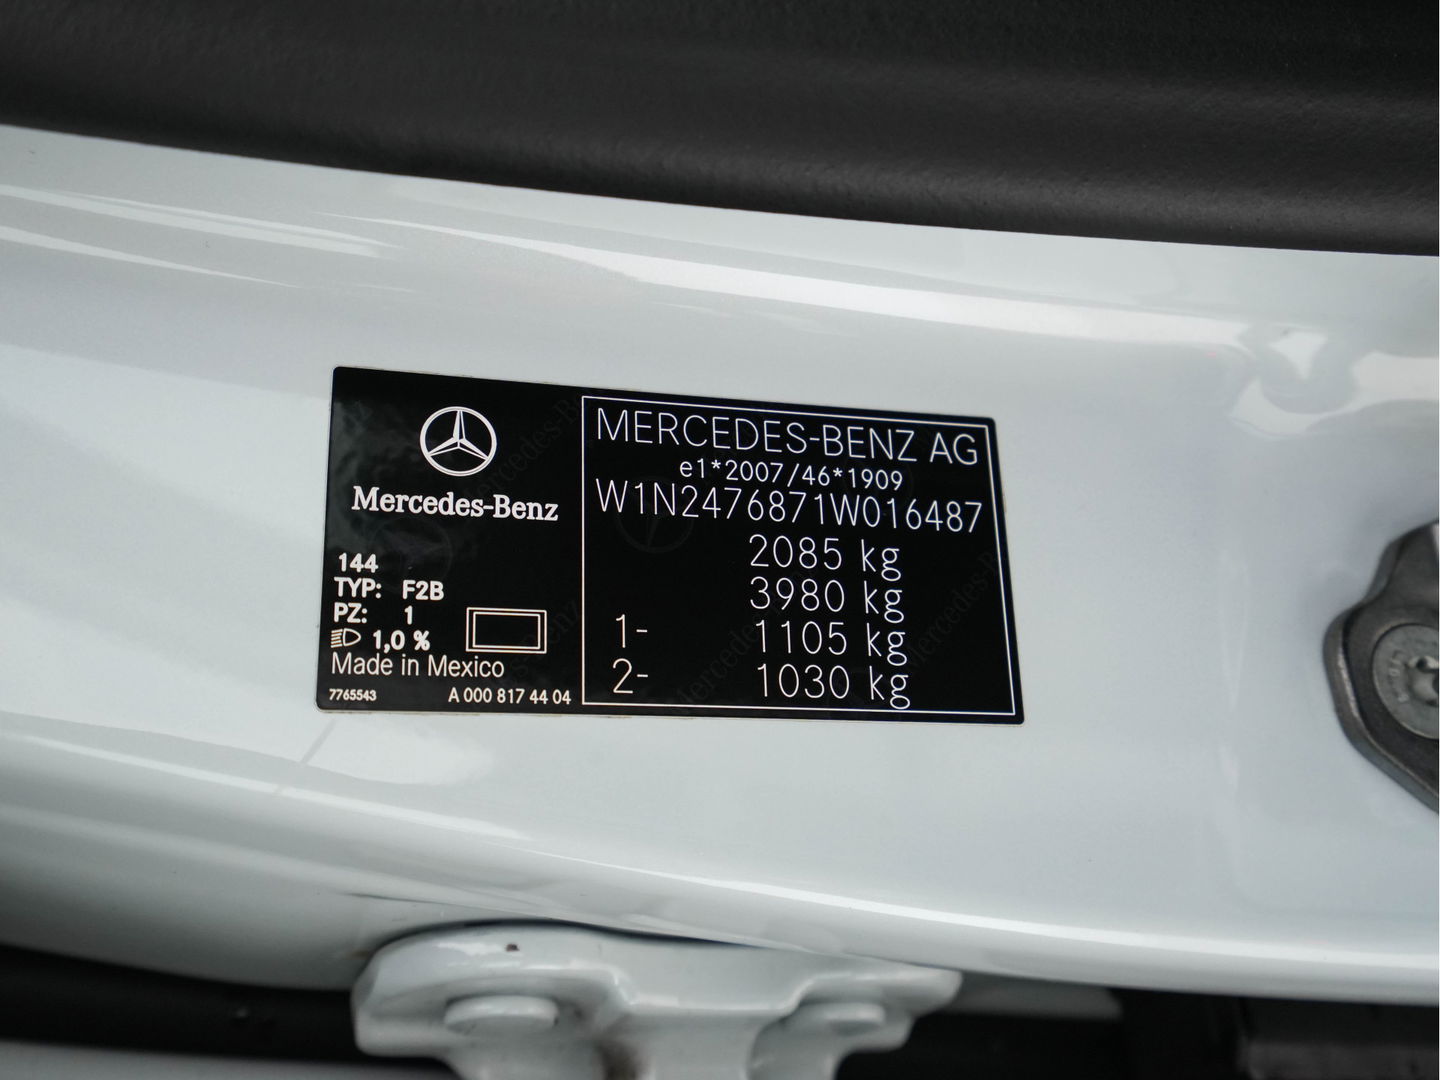 Mercedes-Benz
144
TYP: F2B
PZ: 1
1,0 %
Made in Mexico
7765543
A 000 817 44 04
MERCEDES-BENZ AG
e1*2007/46*1909
W1N2476871W016487
2085 kg
3980 kg
1- 1105 kg
2- 1030 kg